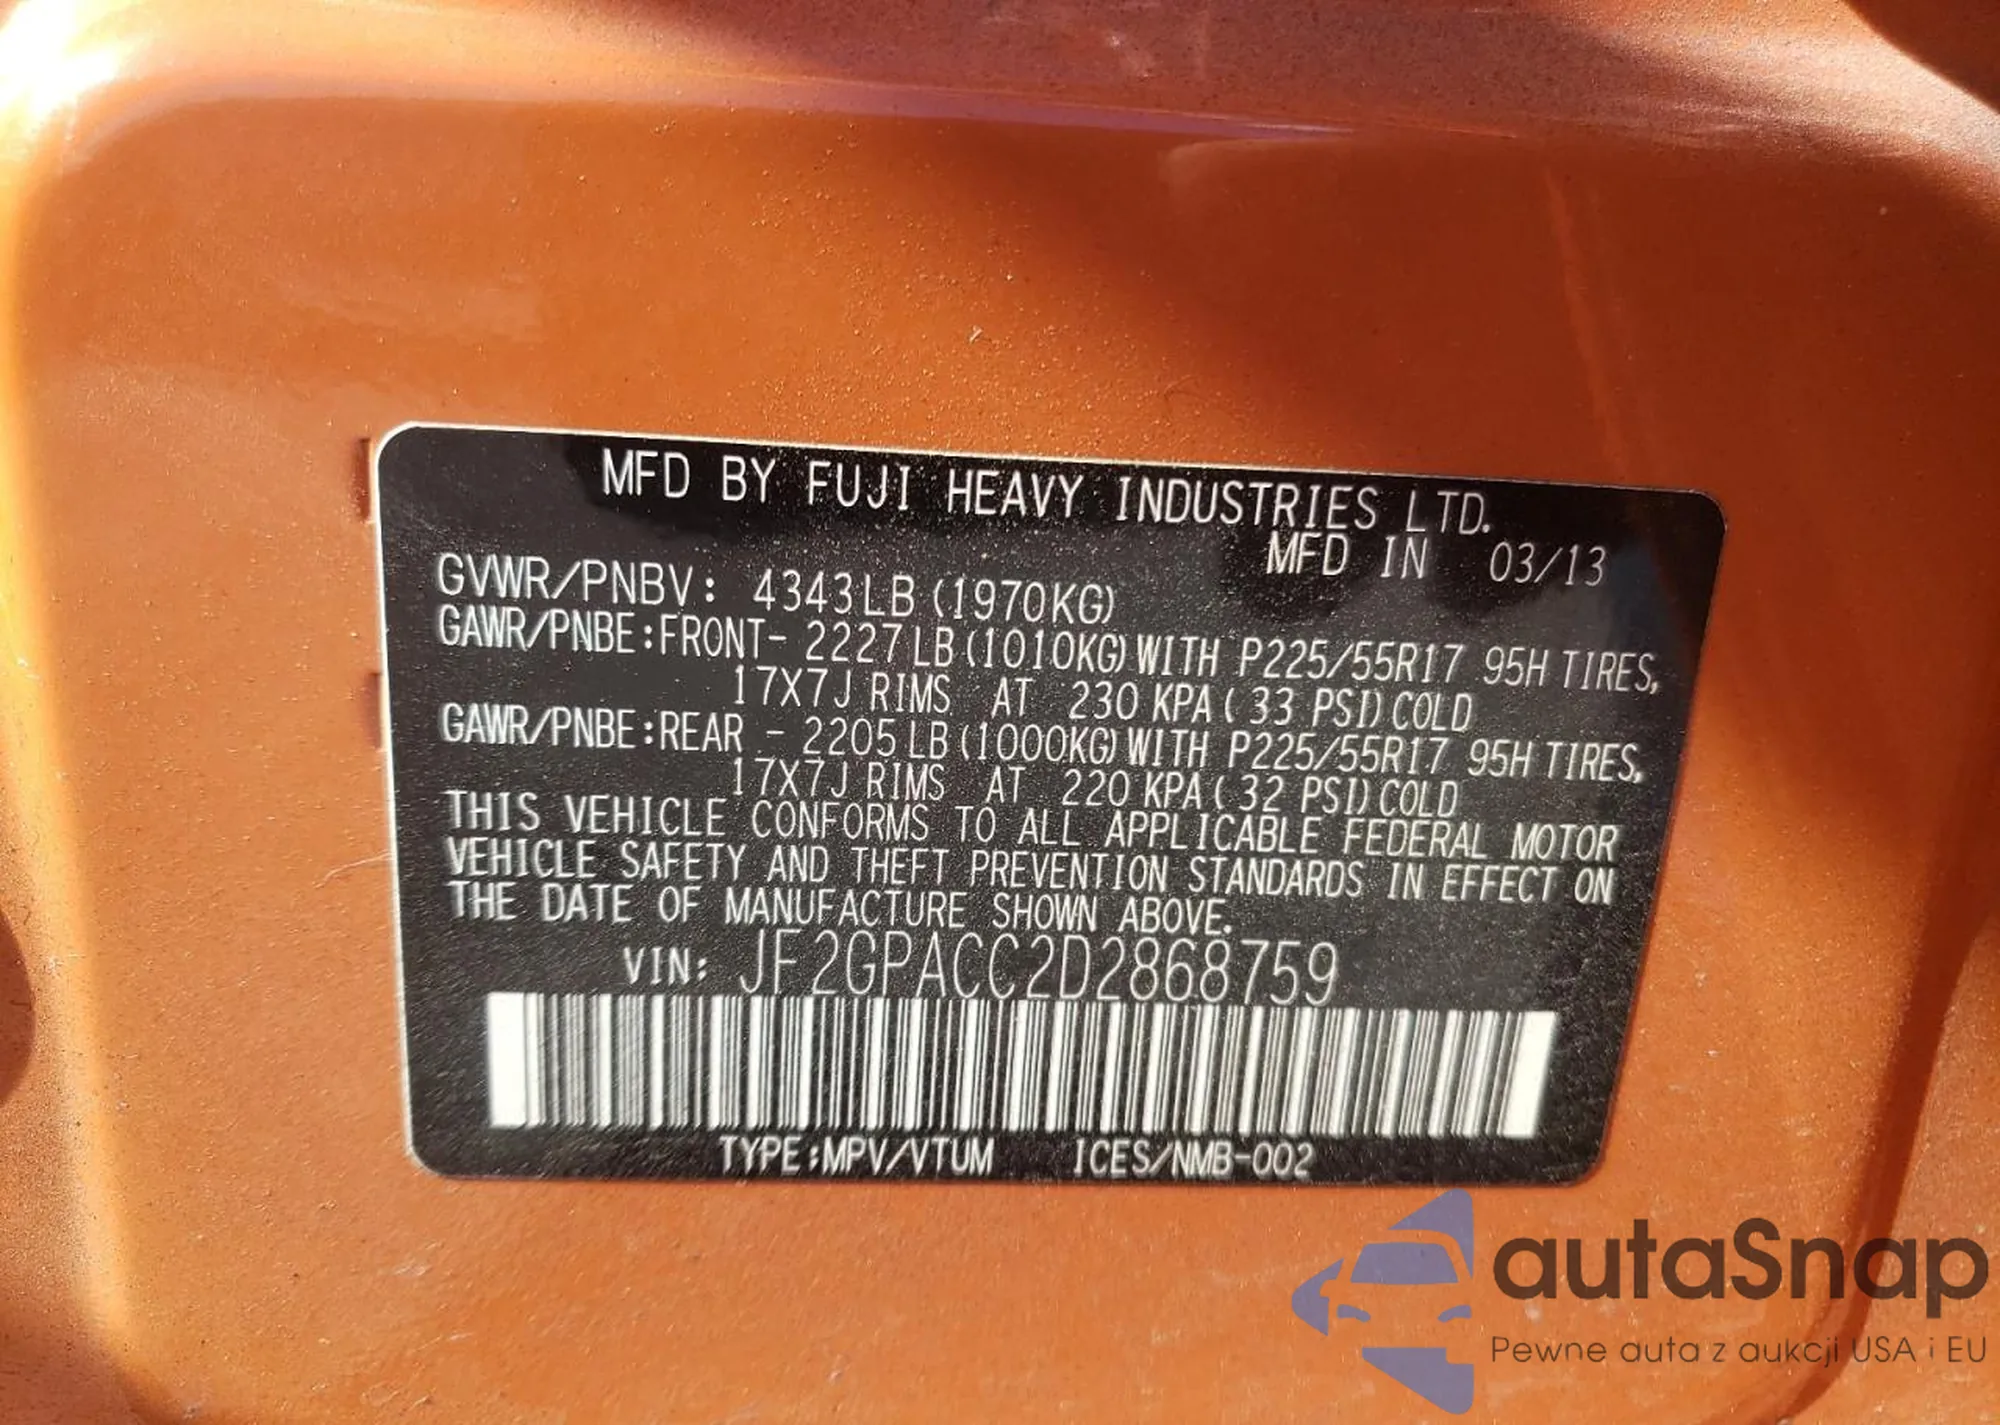 MFD BY FUJI HEAVY INDUSTRIES LTD.
MFD IN 03/13
GVWR/PNBV: 4343LB (1970KG)
GAWR/PNBE:FRONT- 2227LB (1010KG) WITH P225/55R17 95H TIRES,
17X7J RIMS AT 230 KPA( 33 PSI) COLD
GAWR/PNBE:REAR - 2205LB (1000KG) WITH P225/55R17 95H TIRES,
17X7J RIMS AT 220 KPA( 32 PSI) COLD
THIS VEHICLE CONFORMS TO ALL APPLICABLE FEDERAL MOTOR
VEHICLE SAFETY AND THEFT PREVENTION STANDARDS IN EFFECT ON
THE DATE OF MANUFACTURE SHOWN ABOVE.
VIN: JF2GPACC2D2868759
TYPE:MPV/VTUM ICES/NMB-002
autaSnap
Pewne auta z aukcji USA i EU